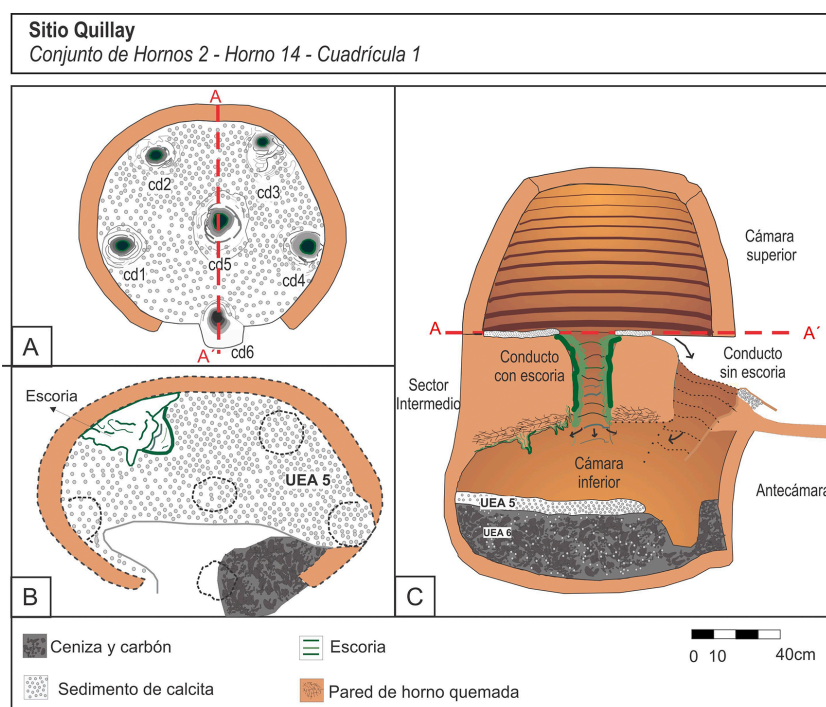 Sitio Quillay
Conjunto de Hornos 2 - Horno 14 - Cuadrícula 1
A
cd2
cd3
cd1
cd5
cd4
A
A´
cd6
Escoria
UEA 5
B
Cámara
superior
A
A´
Conducto
con escoria
Conducto
sin escoria
Sector
Intermedio
Cámara
inferior
UEA 5
Antecámara
UEA 6
C
Ceniza y carbón
Escoria
Sedimento de calcita
Pared de horno quemada
0 10 40cm